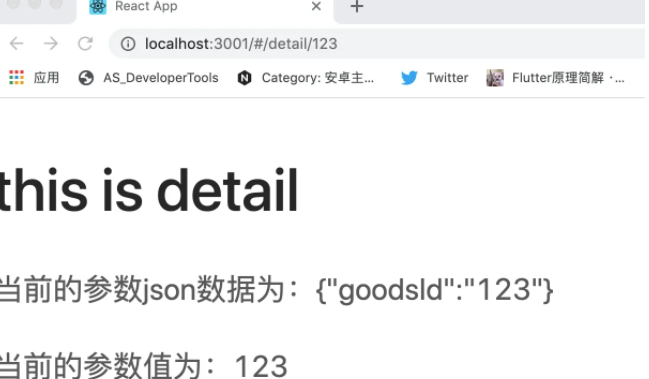 React App
localhost:3001/#/detail/123
应用 AS_DeveloperTools Category: 安卓主... Twitter Flutter原理简解 ·...
this is detail
当前的参数json数据为：{"goodsId":"123"}
当前的参数值为：123